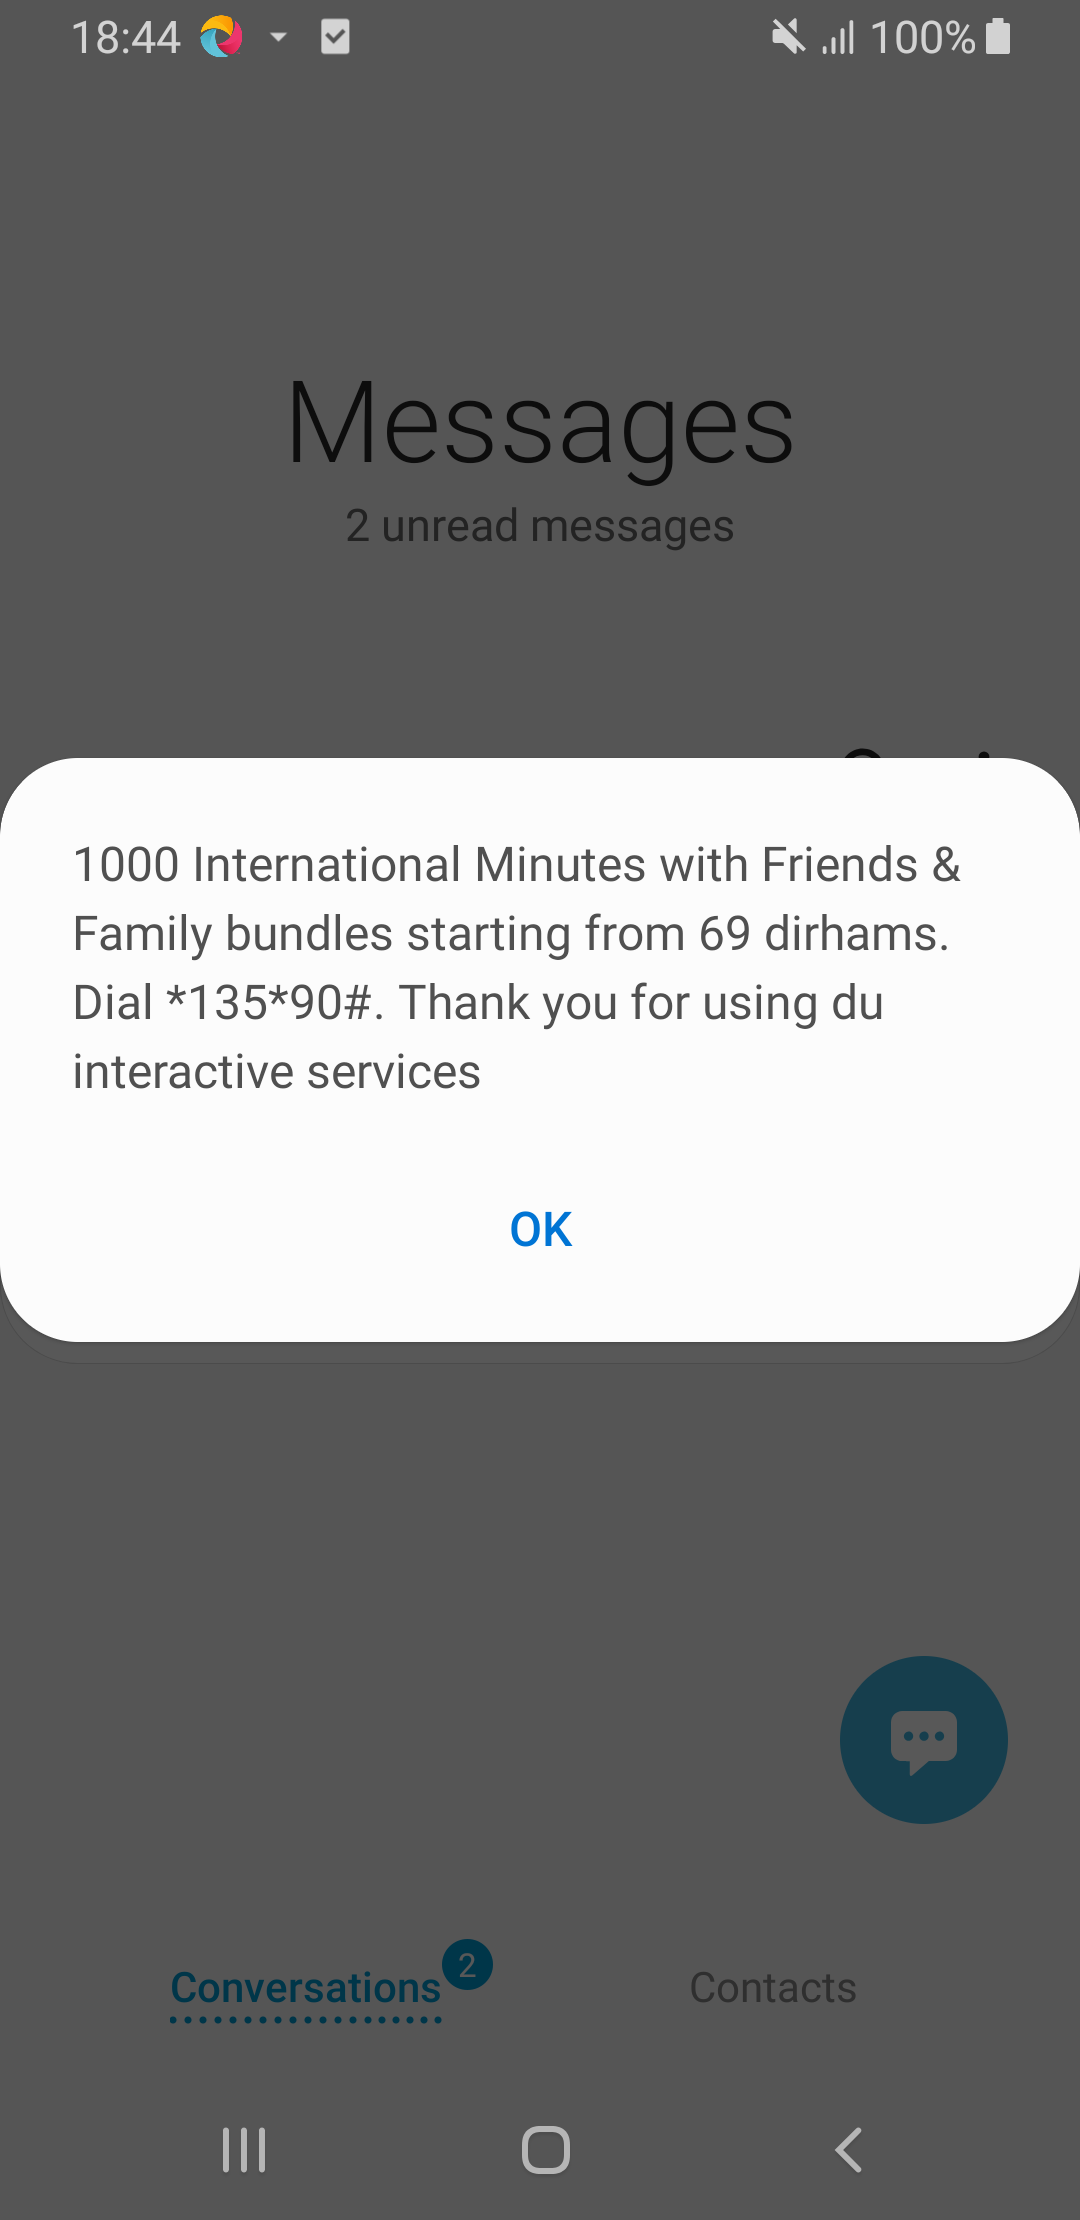 18:44
100%
Messages
2 unread messages
1000 International Minutes with Friends &
Family bundles starting from 69 dirhams.
Dial *135*90#. Thank you for using du
interactive services
OK
Conversations 2
Contacts